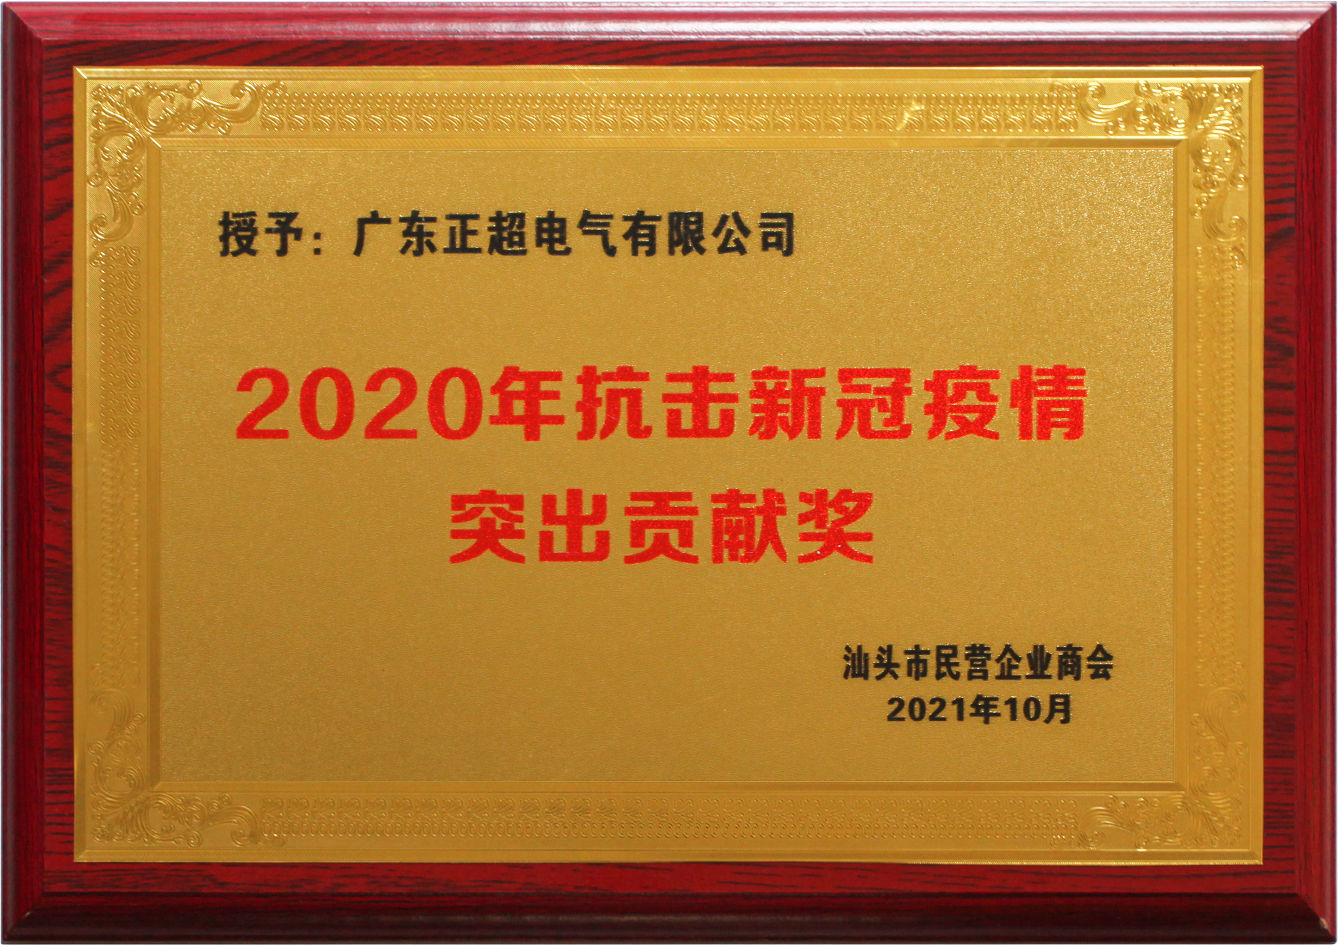 授予：广东正超电气有限公司
2020年抗击新冠疫情
突出贡献奖
汕头市民营企业商会
2021年10月